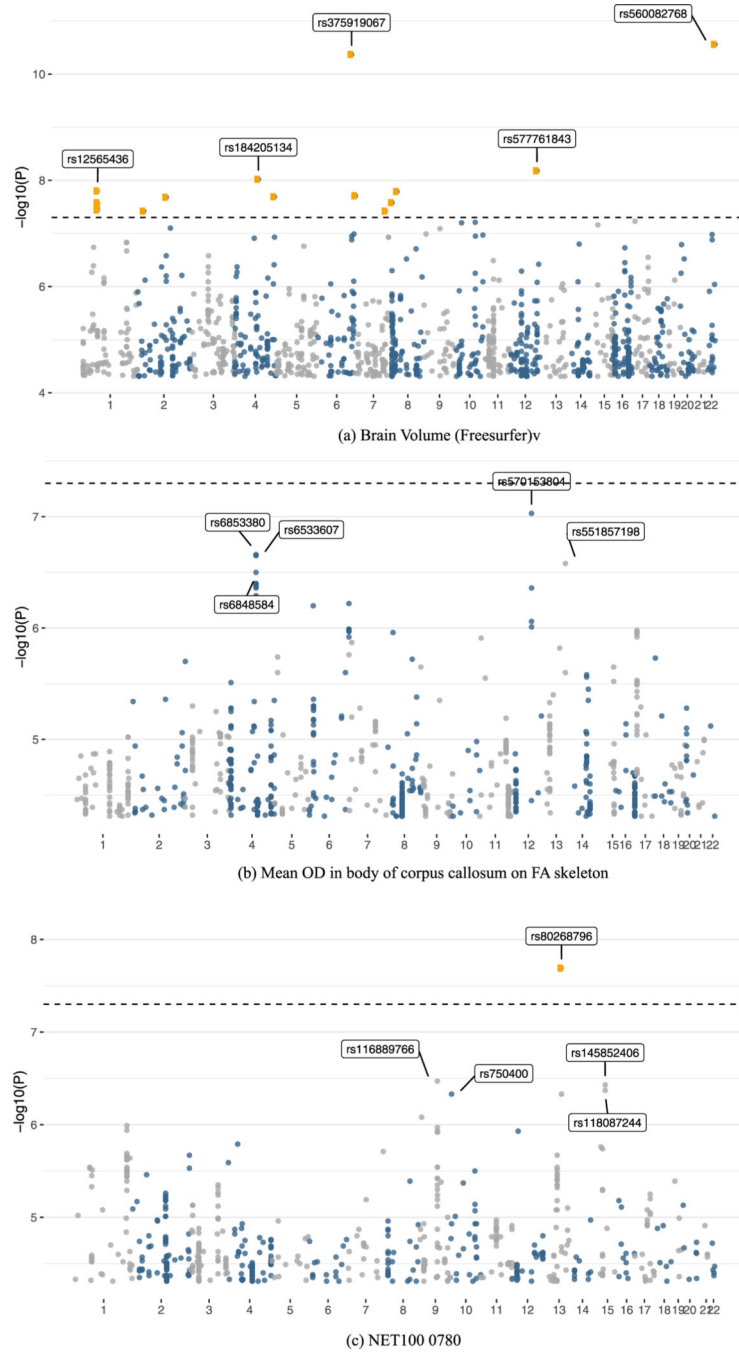 rs375919067
rs560082768
10
rs12565436
rs184205134
rs577761843
8
−log10(P)
6
4
1 2 3 4 5 6 7 8 9 10 11 12 13 14 15 16 17 18 19 20 21 22
(a) Brain Volume (Freesurfer)v
rs570153804
7
rs6853380
rs6533607
rs551857198
rs6848584
6
−log10(P)
5
1 2 3 4 5 6 7 8 9 10 11 12 13 14 15 16 17 18 19 20 21 22
(b) Mean OD in body of corpus callosum on FA skeleton
8
rs80268796
7
rs116889766
rs750400
rs145852406
rs118087244
6
−log10(P)
5
1 2 3 4 5 6 7 8 9 10 11 12 13 14 15 16 17 18 19 20 21 22
(c) NET100 0780